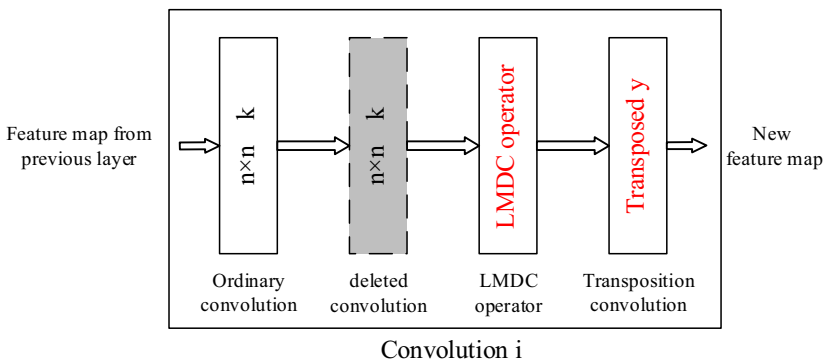 Feature map from
previous layer
n×n k
n×n k
LMDC operator
Transposed y
New
feature map
Ordinary
convolution
deleted
convolution
LMDC
operator
Transposition
convolution
Convolution i